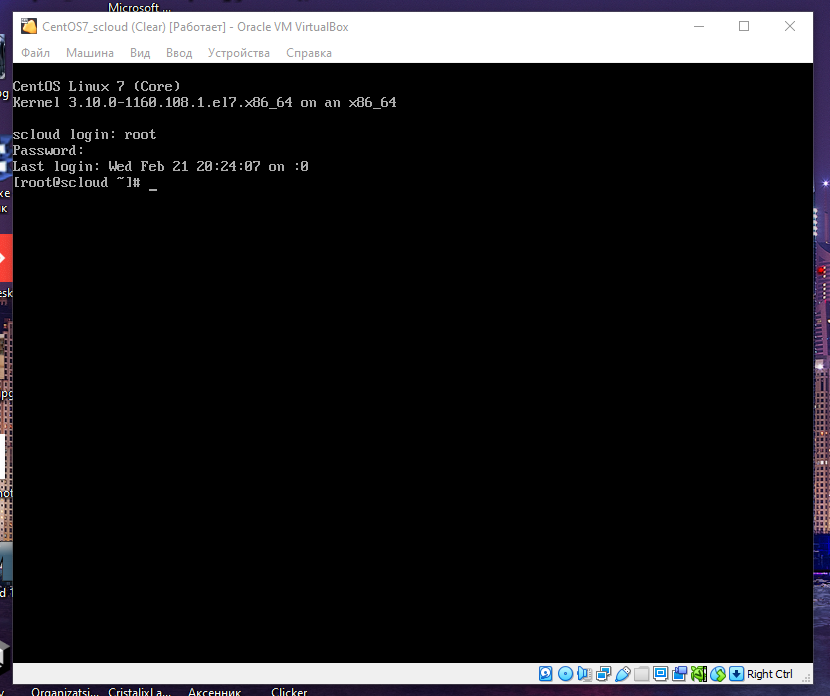 Microsoft ...
CentOS7_scloud (Clear) [Работает] - Oracle VM VirtualBox
Файл Машина Вид Ввод Устройства Справка
CentOS Linux 7 (Core)
Kernel 3.10.0-1160.108.1.el7.x86_64 on an x86_64
scloud login: root
Password:
Last login: Wed Feb 21 20:24:07 on :0
[root@scloud ~]# _
Right Ctrl
Organizatsi... CristalixLa... Аксенник Clicker